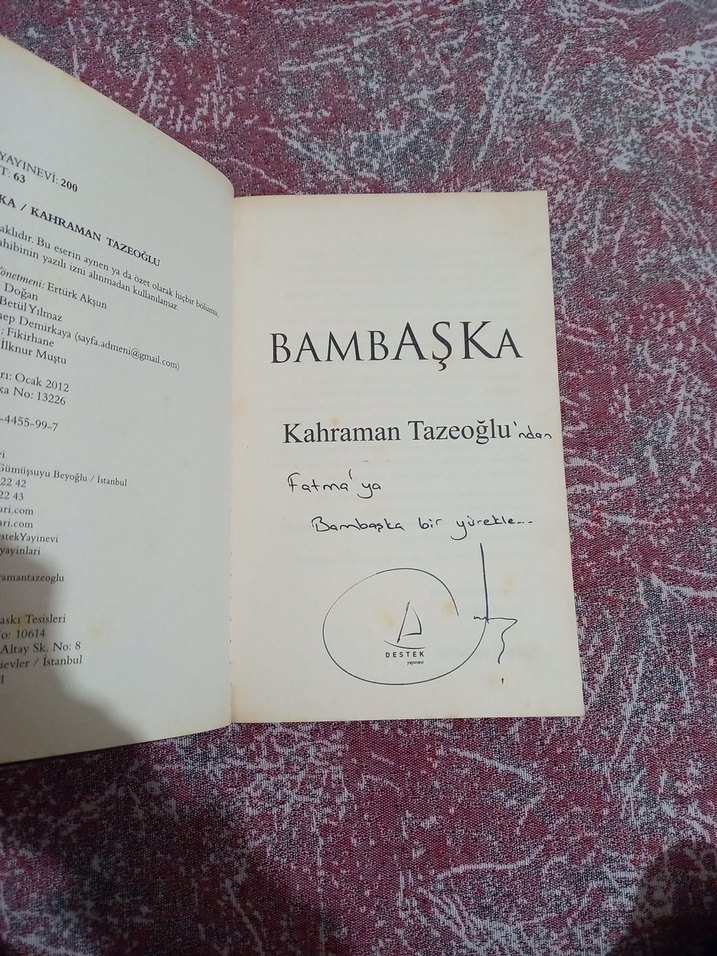 YAYINEVİ: 200
T: 63
KA / KAHRAMAN TAZEOĞLU
aklıdır. Bu eserin aynen ya da özet olarak hiçbir bölümü,
ahibinin yazılı izni alınmadan kullanılamaz.
önetmeni: Ertürk Akşun
Doğan
Betül Yılmaz
nep Demirkaya (sayfa.admeni@gmail.com)
: Fikirhane
İlknur Muştu
arı: Ocak 2012
ka No: 13226
-4455-99-7
vi
Gümüşsuyu Beyoğlu / İstanbul
22 42
22 43
ari.com
ari.com
estekYayinevi
yayinlari
ramantazeoglu
askı Tesisleri
o: 10614
Altay Sk. No: 8
ievler / İstanbul
BAMBAŞKA
Kahraman Tazeoğlu'ndan
Fatma'ya
Bambaşka bir yürekle...
DESTEK
yayınevi